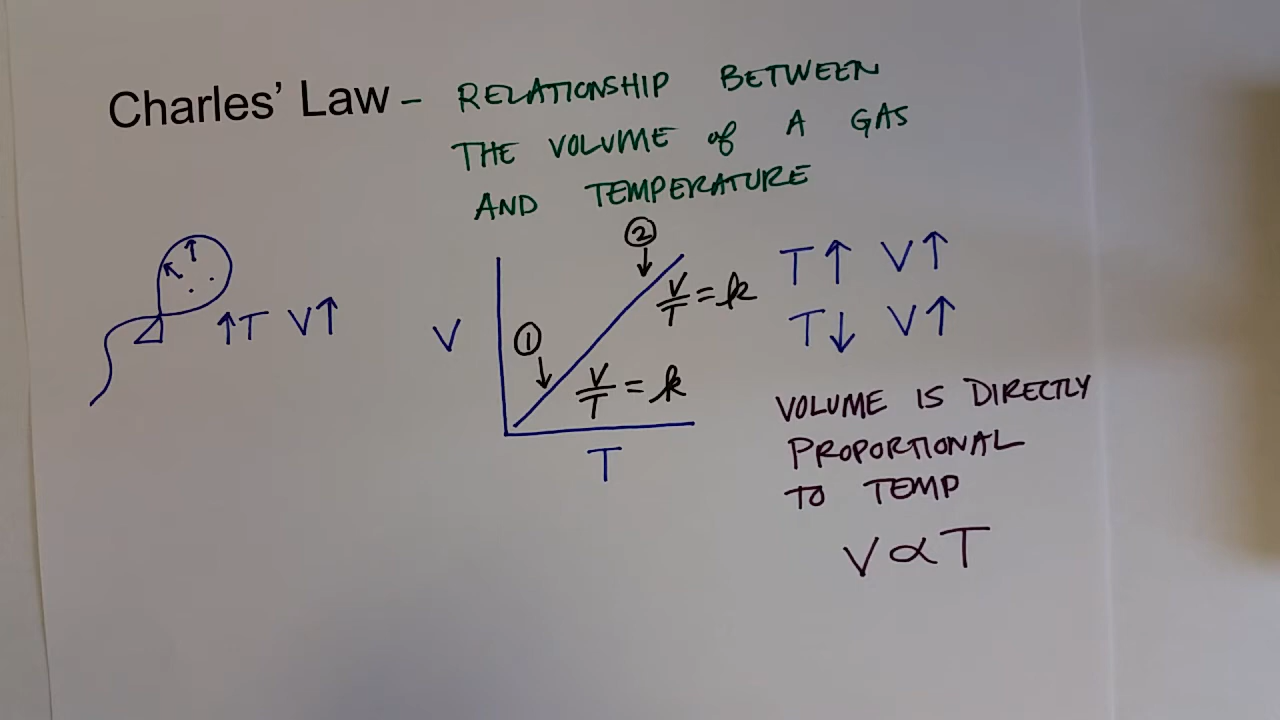 Charles' Law – RELATIONSHIP BETWEEN
THE VOLUME of A GAS
AND TEMPERATURE
↑T V↑
V
T
①
②
V/T = k
V/T = k
T↑ V↑
T↓ V↑
VOLUME IS DIRECTLY
PROPORTIONAL
TO TEMP
V ∝ T